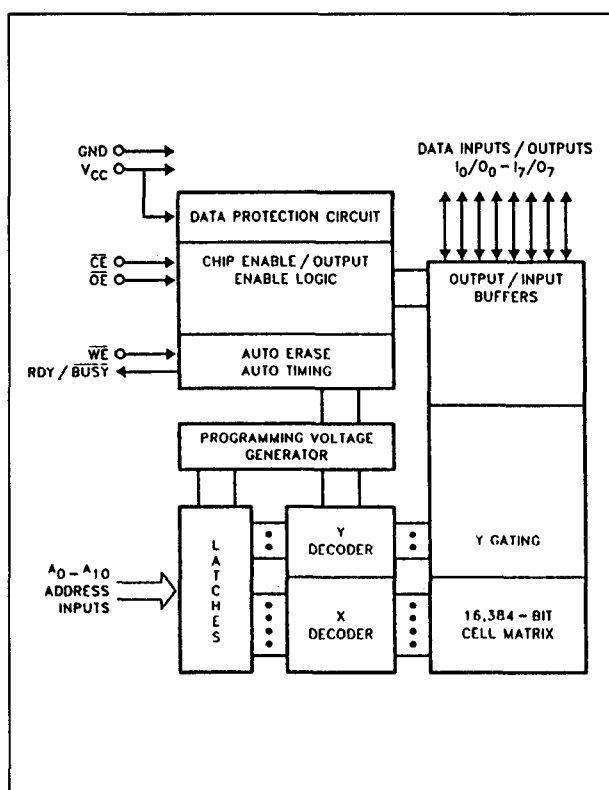 GND
VCC
DATA INPUTS / OUTPUTS
I0/O0 – I7/O7
DATA PROTECTION CIRCUIT
CE
OE
CHIP ENABLE / OUTPUT
ENABLE LOGIC
OUTPUT / INPUT
BUFFERS
WE
RDY / BUSY
AUTO ERASE
AUTO TIMING
PROGRAMMING VOLTAGE
GENERATOR
A0 – A10
ADDRESS
INPUTS
LATCHES
Y
DECODER
Y GATING
X
DECODER
16,384 – BIT
CELL MATRIX